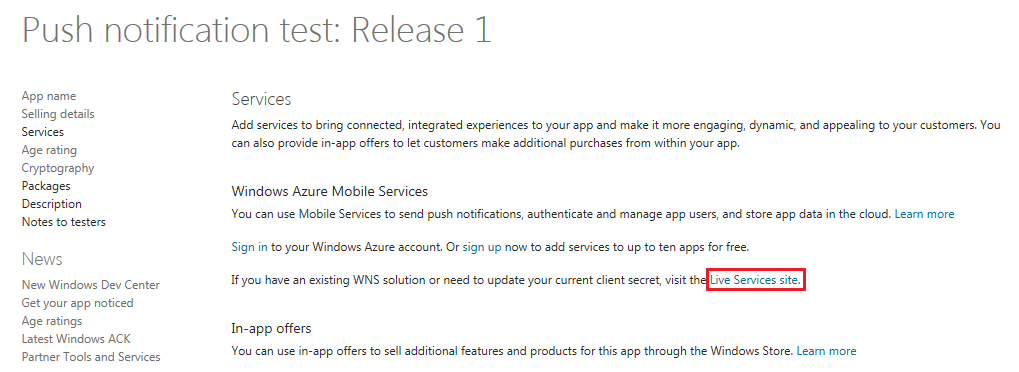 Push notification test: Release 1
App name
Selling details
Services
Age rating
Cryptography
Packages
Description
Notes to testers
News
New Windows Dev Center
Get your app noticed
Age ratings
Latest Windows ACK
Partner Tools and Services
Services
Add services to bring connected, integrated experiences to your app and make it more engaging, dynamic, and appealing to your customers. You
can also provide in-app offers to let customers make additional purchases from within your app.
Windows Azure Mobile Services
You can use Mobile Services to send push notifications, authenticate and manage app users, and store app data in the cloud. Learn more
Sign in to your Windows Azure account. Or sign up now to add services to up to ten apps for free.
If you have an existing WNS solution or need to update your current client secret, visit the Live Services site.
In-app offers
You can use in-app offers to sell additional features and products for this app through the Windows Store. Learn more